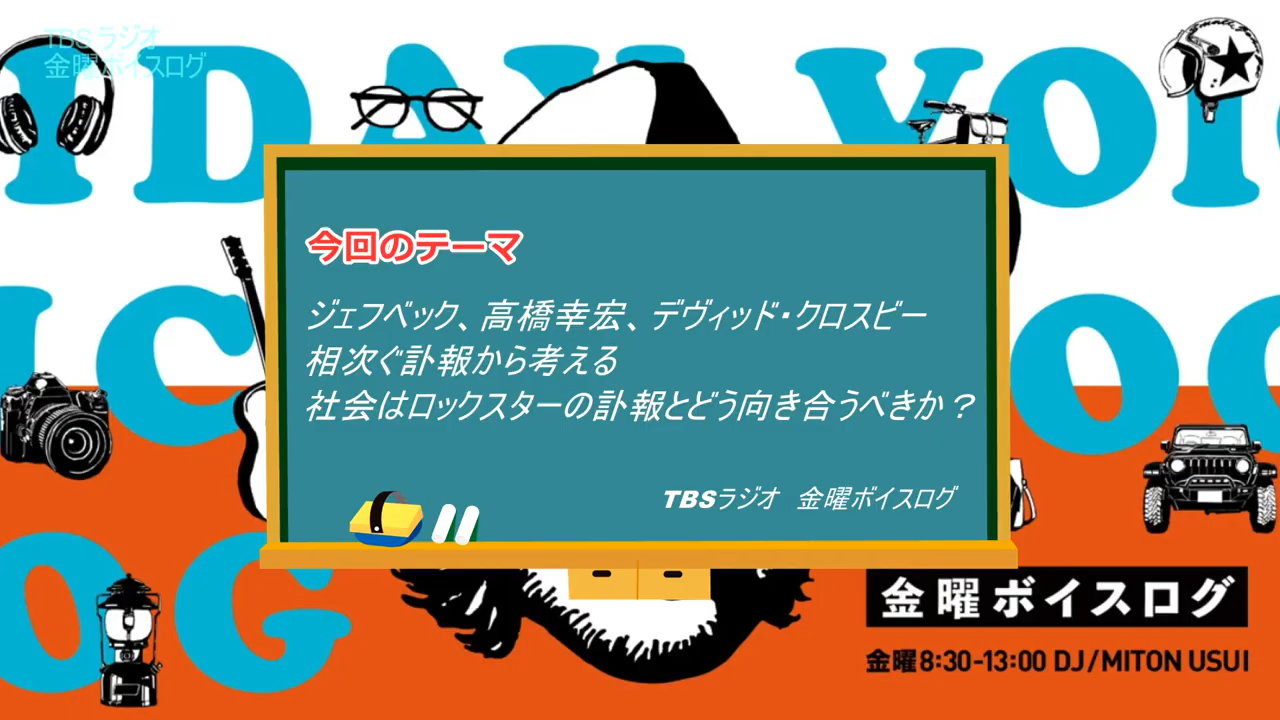 TBSラジオ
金曜ボイスログ
IDAY VOI
IC
OG
OG
今回のテーマ
ジェフベック、高橋幸宏、デヴィッド・クロスビー
相次ぐ訃報から考える
社会はロックスターの訃報とどう向き合うべきか?
TBSラジオ 金曜ボイスログ
金曜ボイスログ
金曜8:30-13:00 DJ/MITON USUI